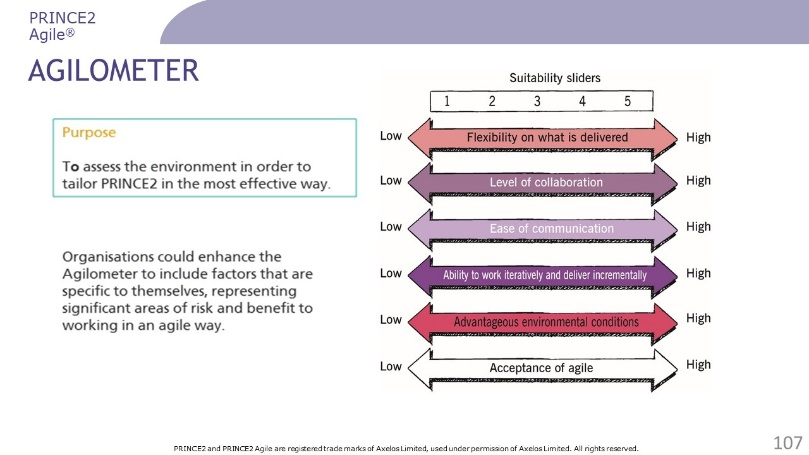 PRINCE2
Agile®
AGILOMETER
Purpose
To assess the environment in order to
tailor PRINCE2 in the most effective way.
Organisations could enhance the
Agilometer to include factors that are
specific to themselves, representing
significant areas of risk and benefit to
working in an agile way.
Suitability sliders
1 2 3 4 5
Low Flexibility on what is delivered High
Low Level of collaboration High
Low Ease of communication High
Low Ability to work iteratively and deliver incrementally High
Low Advantageous environmental conditions High
Low Acceptance of agile High
PRINCE2 and PRINCE2 Agile are registered trade marks of Axelos Limited, used under permission of Axelos Limited. All rights reserved.
107